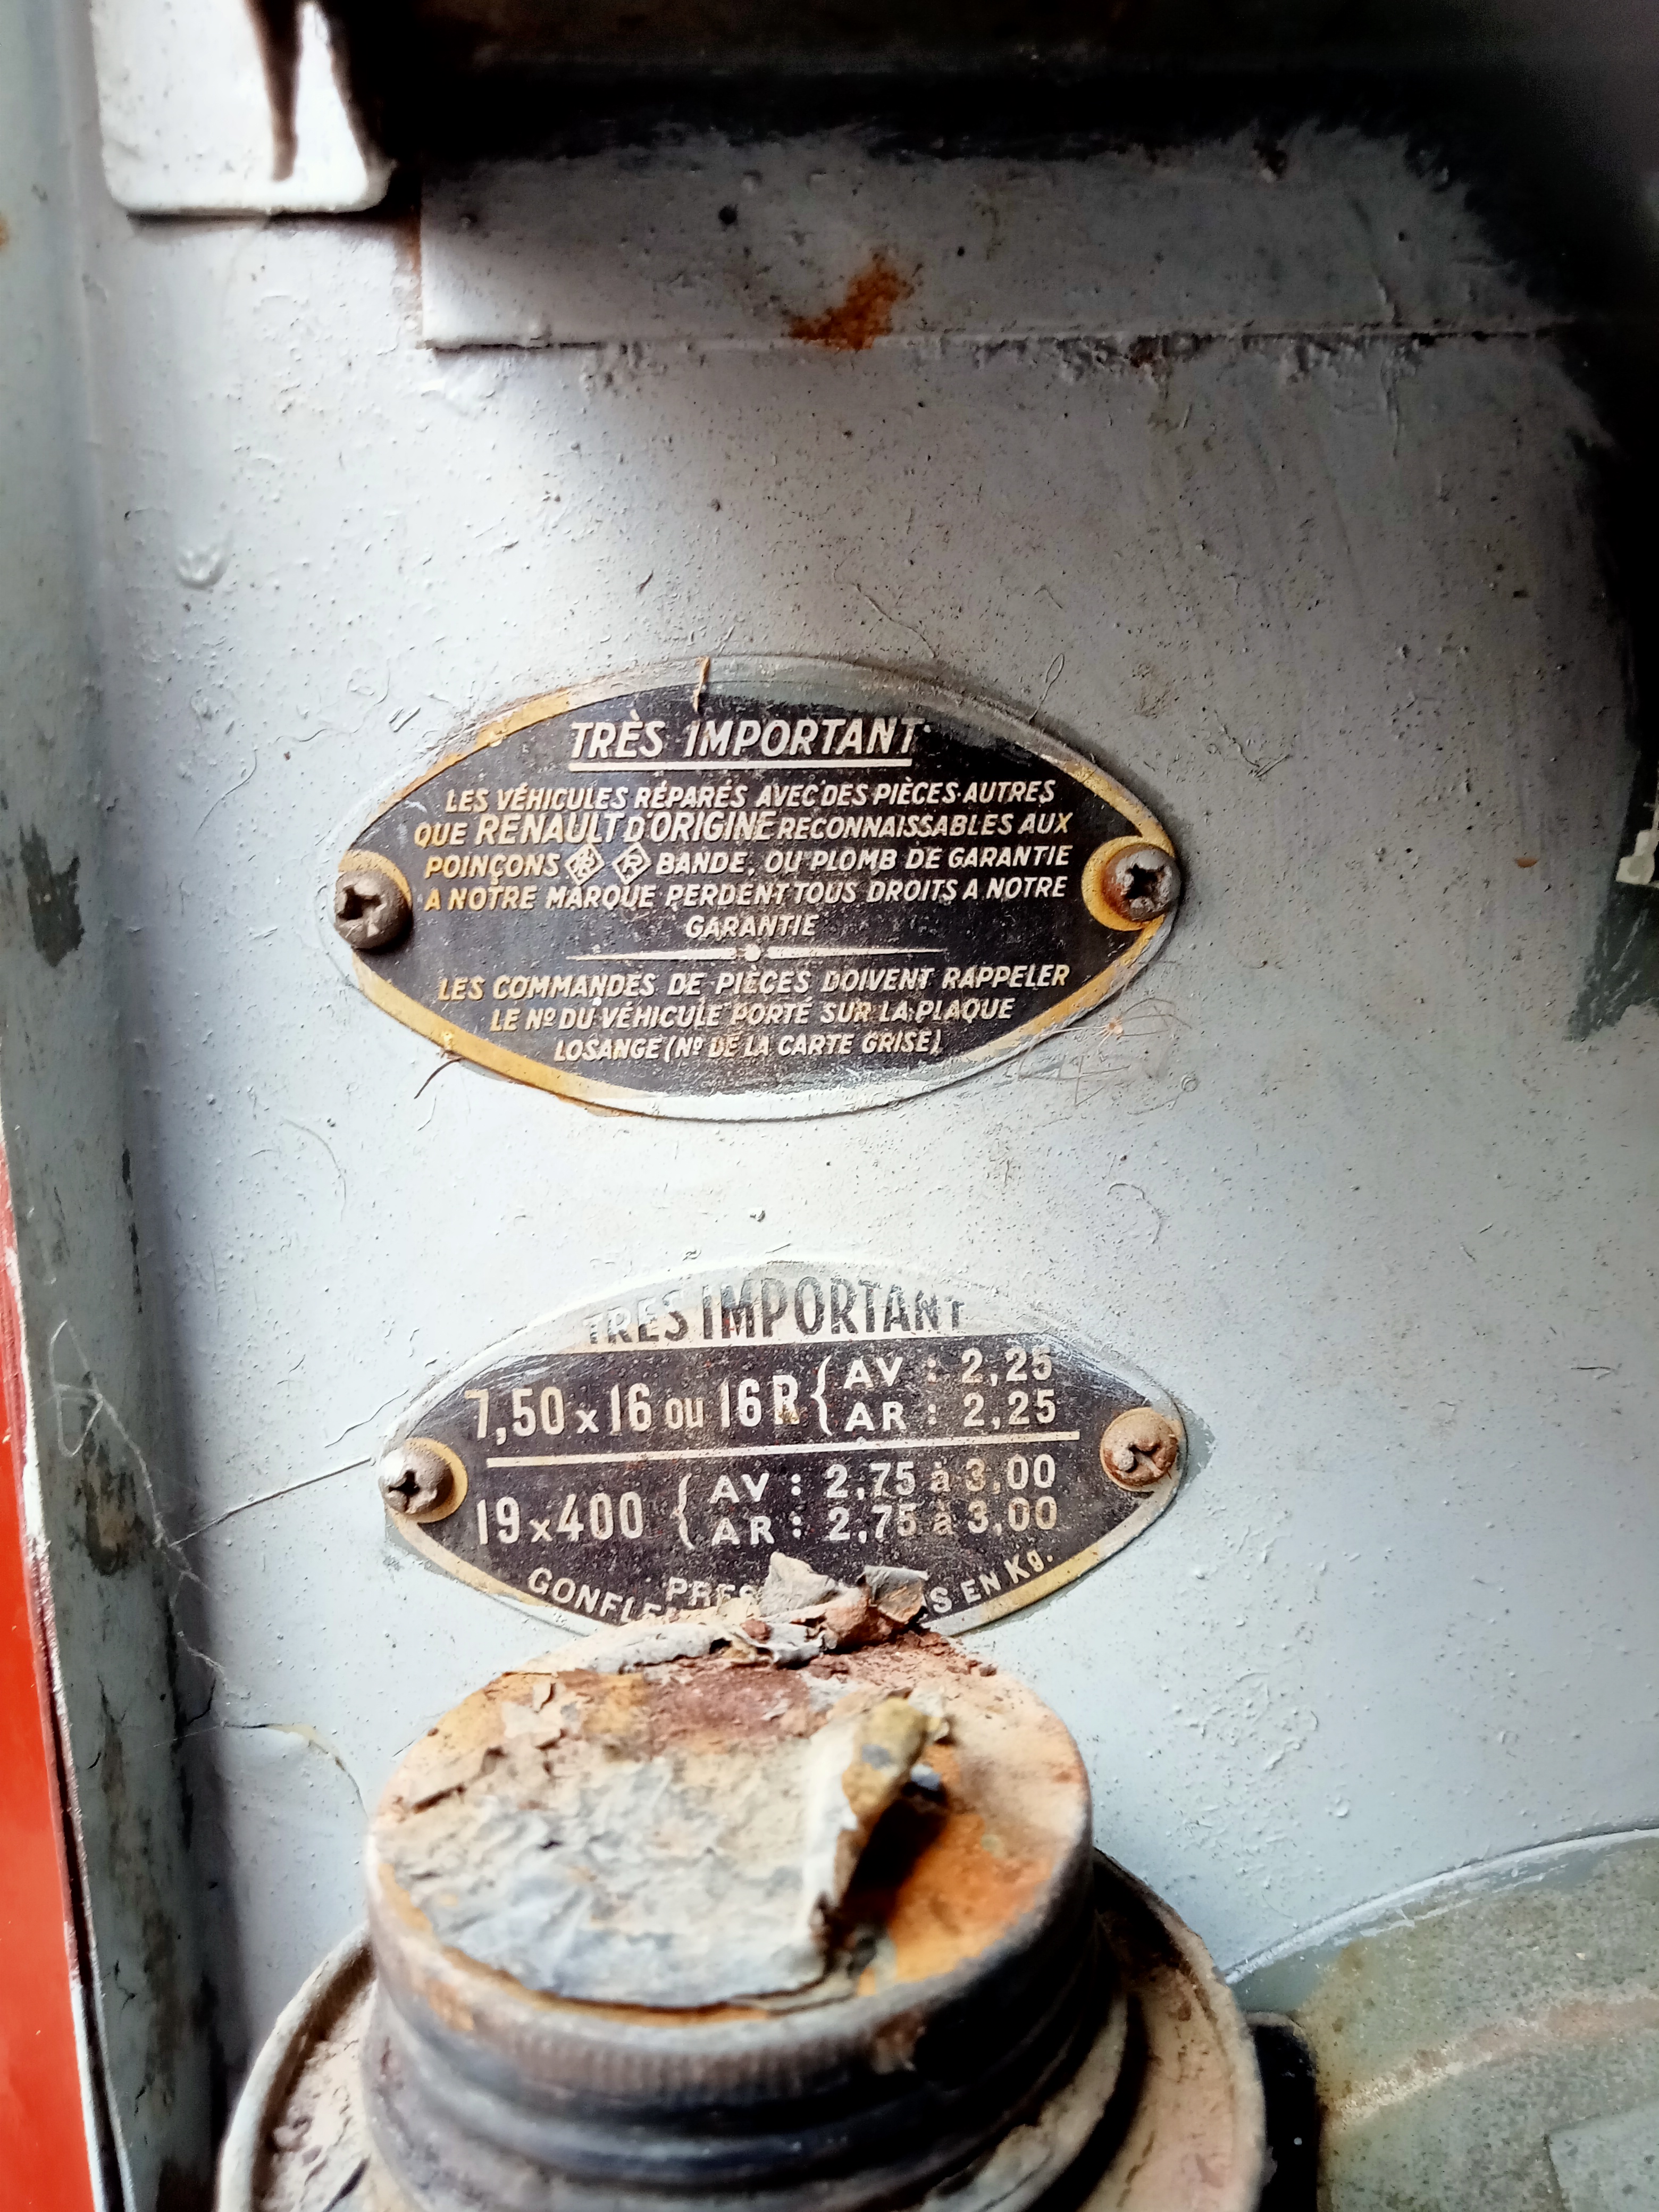 TRÈS IMPORTANT
LES VÉHICULES RÉPARÉS AVEC DES PIÈCES AUTRES
QUE RENAULT D'ORIGINE RECONNAISSABLES AUX
POINÇONS R BANDE, OU PLOMB DE GARANTIE
A NOTRE MARQUE PERDENT TOUS DROITS A NOTRE
GARANTIE
LES COMMANDES DE PIÈCES DOIVENT RAPPELER
LE Nº DU VÉHICULE PORTÉ SUR LA PLAQUE
LOSANGE (Nº DE LA CARTE GRISE)
TRES IMPORTANT
7,50 x 16 ou 16 R { AV : 2,25
AR : 2,25
19 x 400 { AV : 2,75 à 3,00
AR : 2,75 à 3,00
EN Kg.